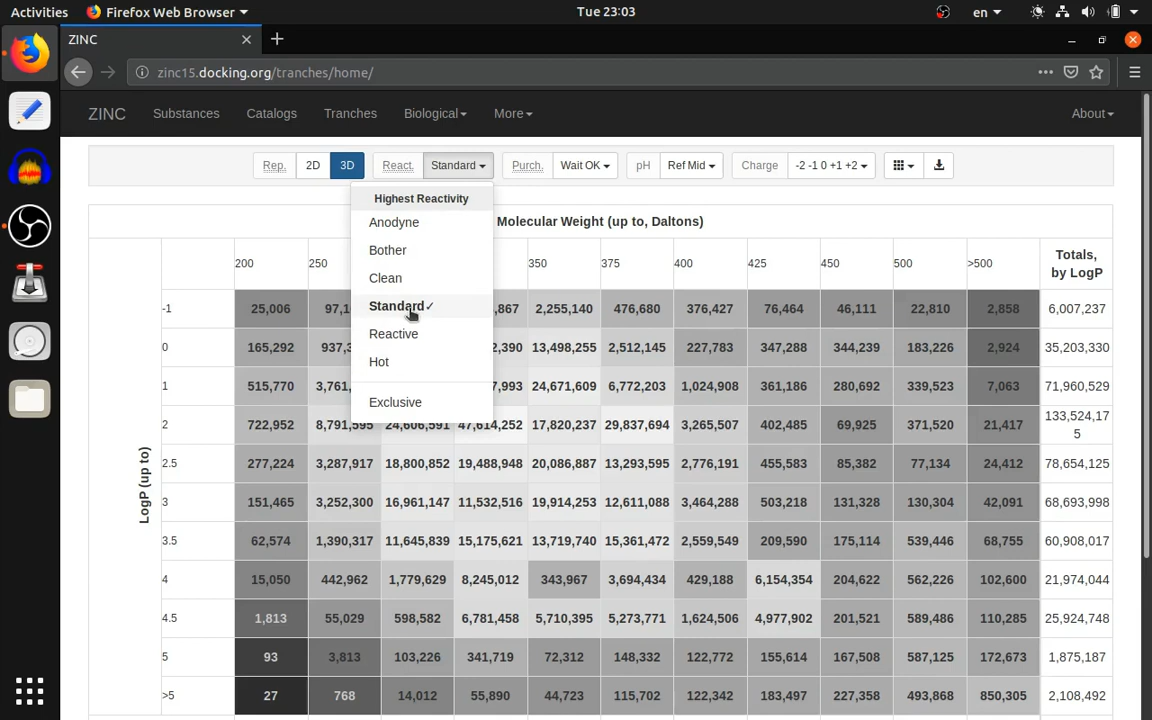 Activities Firefox Web Browser Tue 23:03 en
ZINC
zinc15.docking.org/tranches/home/
ZINC Substances Catalogs Tranches Biological More About
Rep. 2D 3D React. Standard Purch. Wait OK pH Ref Mid Charge -2 -1 0 +1 +2
Highest Reactivity
Anodyne
Bother
Clean
Standard✓
Reactive
Hot
Exclusive
Molecular Weight (up to, Daltons)
200 250 350 375 400 425 450 500 >500 Totals, by LogP
LogP (up to)
-1 25,006 97,1 867 2,255,140 476,680 376,427 76,464 46,111 22,810 2,858 6,007,237
0 165,292 937,3 2,390 13,498,255 2,512,145 227,783 347,288 344,239 183,226 2,924 35,203,330
1 515,770 3,761, 7,993 24,671,609 6,772,203 1,024,908 361,186 280,692 339,523 7,063 71,960,529
2 722,952 8,791,595 24,606,591 47,614,252 17,820,237 29,837,694 3,265,507 402,485 69,925 371,520 21,417 133,524,175
2.5 277,224 3,287,917 18,800,852 19,488,948 20,086,887 13,293,595 2,776,191 455,583 85,382 77,134 24,412 78,654,125
3 151,465 3,252,300 16,961,147 11,532,516 19,914,253 12,611,088 3,464,288 503,218 131,328 130,304 42,091 68,693,998
3.5 62,574 1,390,317 11,645,839 15,175,621 13,719,740 15,361,472 2,559,549 209,590 175,114 539,446 68,755 60,908,017
4 15,050 442,962 1,779,629 8,245,012 343,967 3,694,434 429,188 6,154,354 204,622 562,226 102,600 21,974,044
4.5 1,813 55,029 598,582 6,781,458 5,710,395 5,273,771 1,624,506 4,977,902 201,521 589,486 110,285 25,924,748
5 93 3,813 103,226 341,719 72,312 148,332 122,772 155,614 167,508 587,125 172,673 1,875,187
>5 27 768 14,012 55,890 44,723 115,702 122,342 183,497 227,358 493,868 850,305 2,108,492